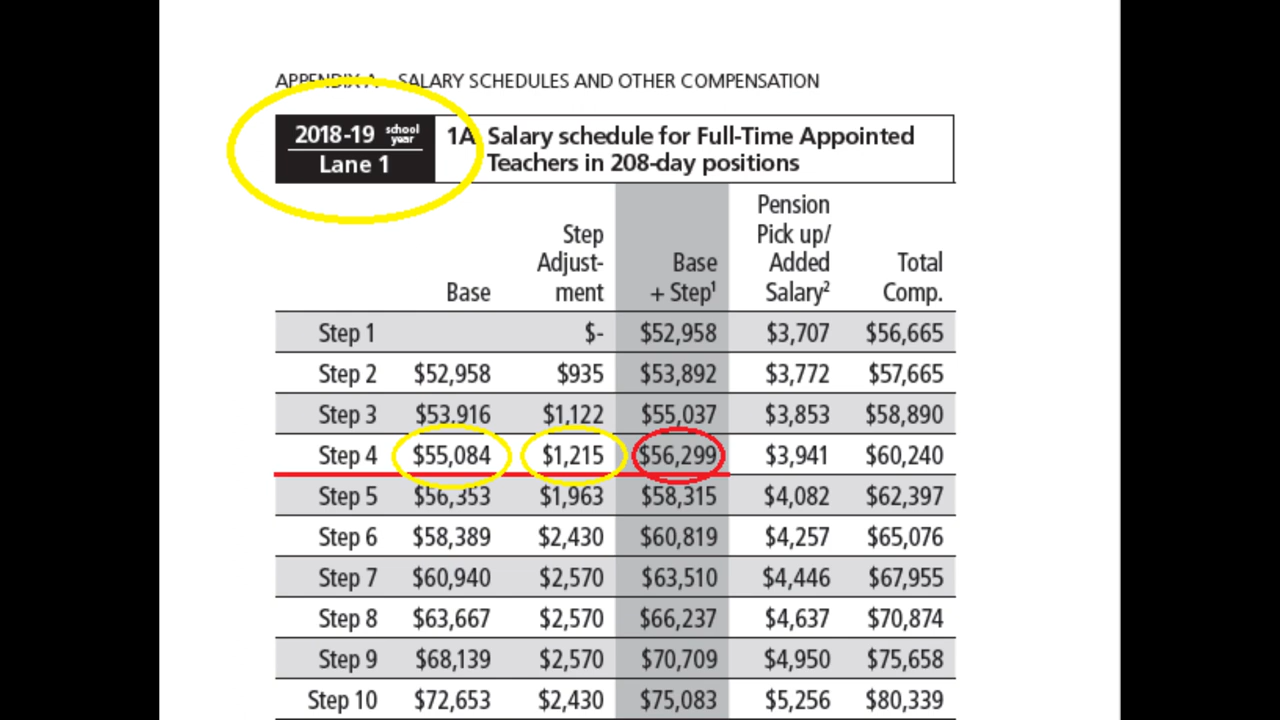 APPENDIX A - SALARY SCHEDULES AND OTHER COMPENSATION
2018-19 school year
Lane 1
1A Salary schedule for Full-Time Appointed
Teachers in 208-day positions
Base
Step Adjust- ment
Base + Step¹
Pension Pick up/ Added Salary²
Total Comp.
Step 1 $- $52,958 $3,707 $56,665
Step 2 $52,958 $935 $53,892 $3,772 $57,665
Step 3 $53.916 $1,122 $55,037 $3,853 $58,890
Step 4 $55,084 $1,215 $56,299 $3,941 $60,240
Step 5 $56,353 $1,963 $58,315 $4,082 $62,397
Step 6 $58,389 $2,430 $60,819 $4,257 $65,076
Step 7 $60,940 $2,570 $63,510 $4,446 $67,955
Step 8 $63,667 $2,570 $66,237 $4,637 $70,874
Step 9 $68,139 $2,570 $70,709 $4,950 $75,658
Step 10 $72,653 $2,430 $75,083 $5,256 $80,339